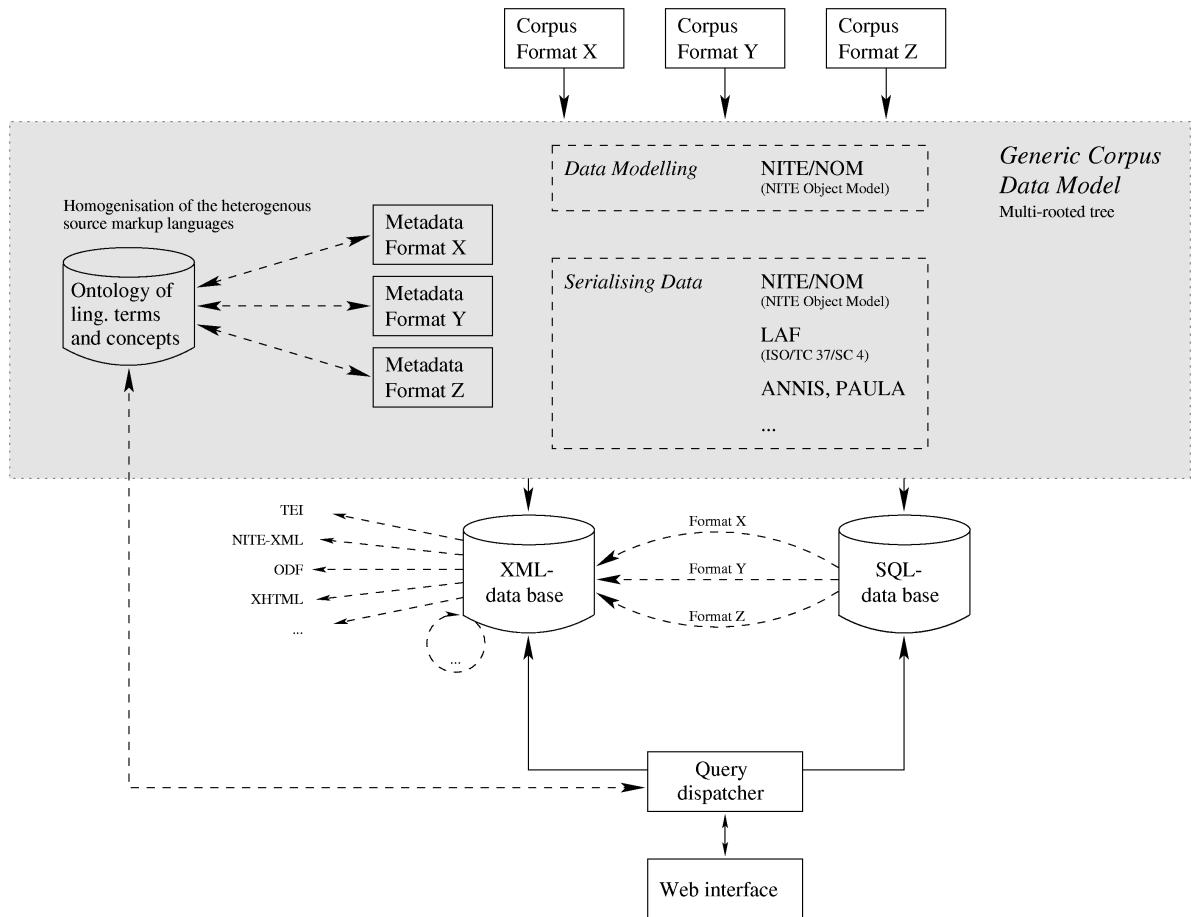 Corpus
Format X
Corpus
Format Y
Corpus
Format Z
Generic Corpus
Data Model
Multi-rooted tree
Data Modelling NITE/NOM
(NITE Object Model)
Homogenisation of the heterogenous
source markup languages
Ontology of
ling. terms
and concepts
Metadata
Format X
Metadata
Format Y
Metadata
Format Z
Serialising Data NITE/NOM
(NITE Object Model)
LAF
(ISO/TC 37/SC 4)
ANNIS, PAULA
...
TEI
NITE-XML
ODF
XHTML
...
XML-
data base
...
Format X
Format Y
Format Z
SQL-
data base
Query
dispatcher
Web interface